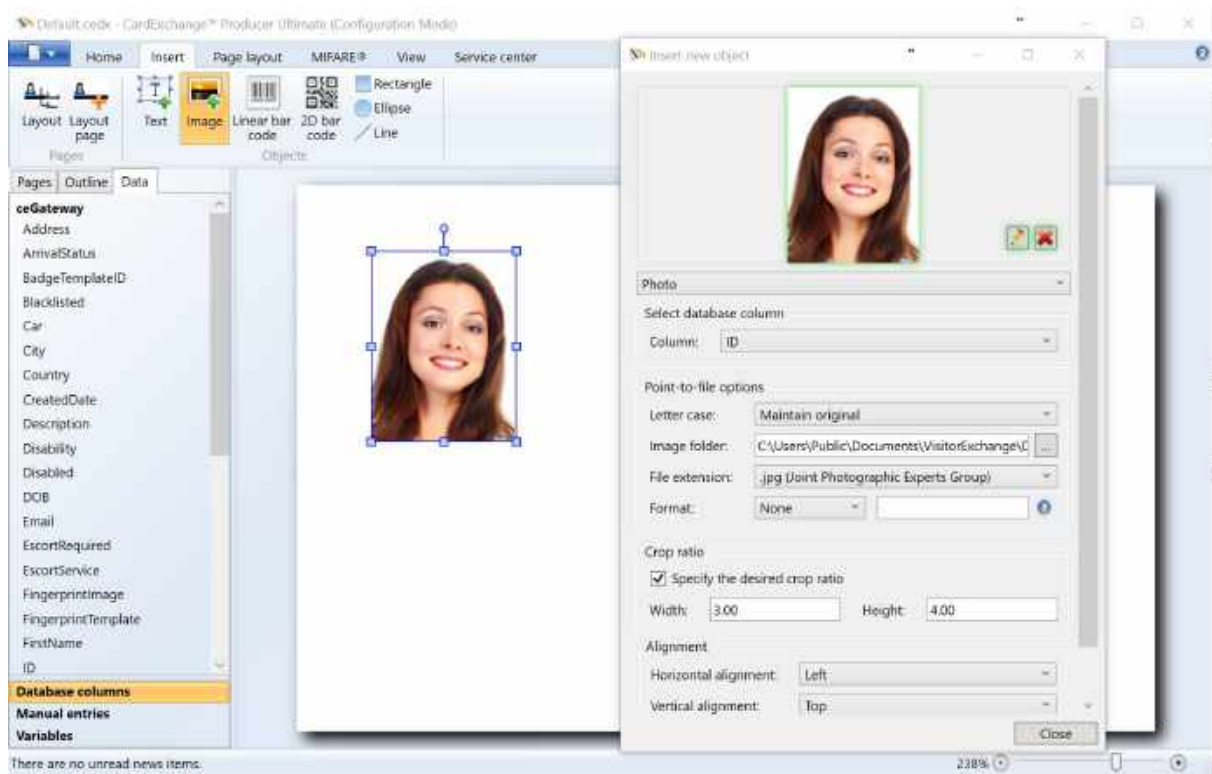 Default.cedx - CardExchange™ Producer Ultimate (Configuration Mode)
Home Insert Page layout MIFARE® View Service center
Layout
Layout page
Pages
Text
Image
Linear bar code
2D bar code
Rectangle
Ellipse
Line
Objects
Pages Outline Data
ceGateway
Address
ArrivalStatus
BadgeTemplateID
Blacklisted
Car
City
Country
CreatedDate
Description
Disability
Disabled
DOB
Email
EscortRequired
EscortService
FingerprintImage
FingerprintTemplate
FirstName
ID
Database columns
Manual entries
Variables
There are no unread news items.
238%
Insert new object
Photo
Select database column
Column: ID
Point-to-file options
Letter case: Maintain original
Image folder: C:\Users\Public\Documents\VisitorExchange\D ...
File extension: .jpg (Joint Photographic Experts Group)
Format: None
Crop ratio
Specify the desired crop ratio
Width: 3.00 Height: 4.00
Alignment
Horizontal alignment: Left
Vertical alignment: Top
Close